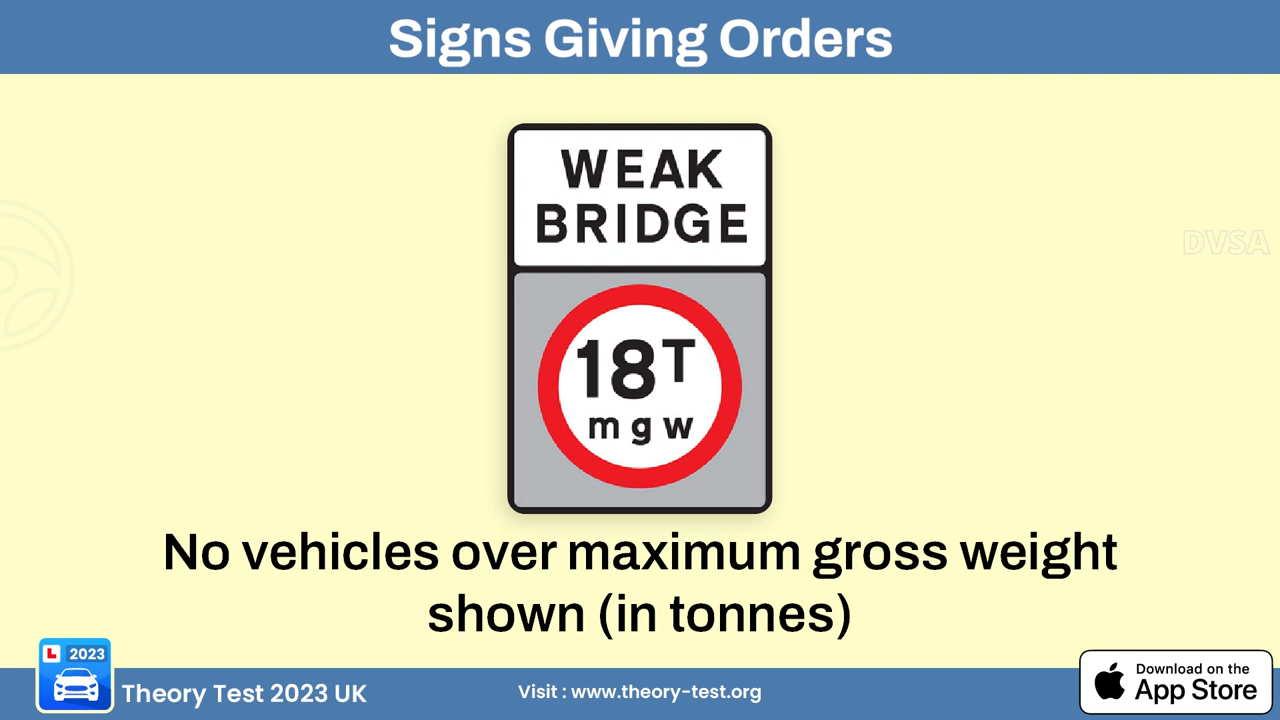 Signs Giving Orders
WEAK
BRIDGE
DVSA
18T
mgw
No vehicles over maximum gross weight
shown (in tonnes)
L 2023
Theory Test 2023 UK
Visit : www.theory-test.org
Download on the
App Store